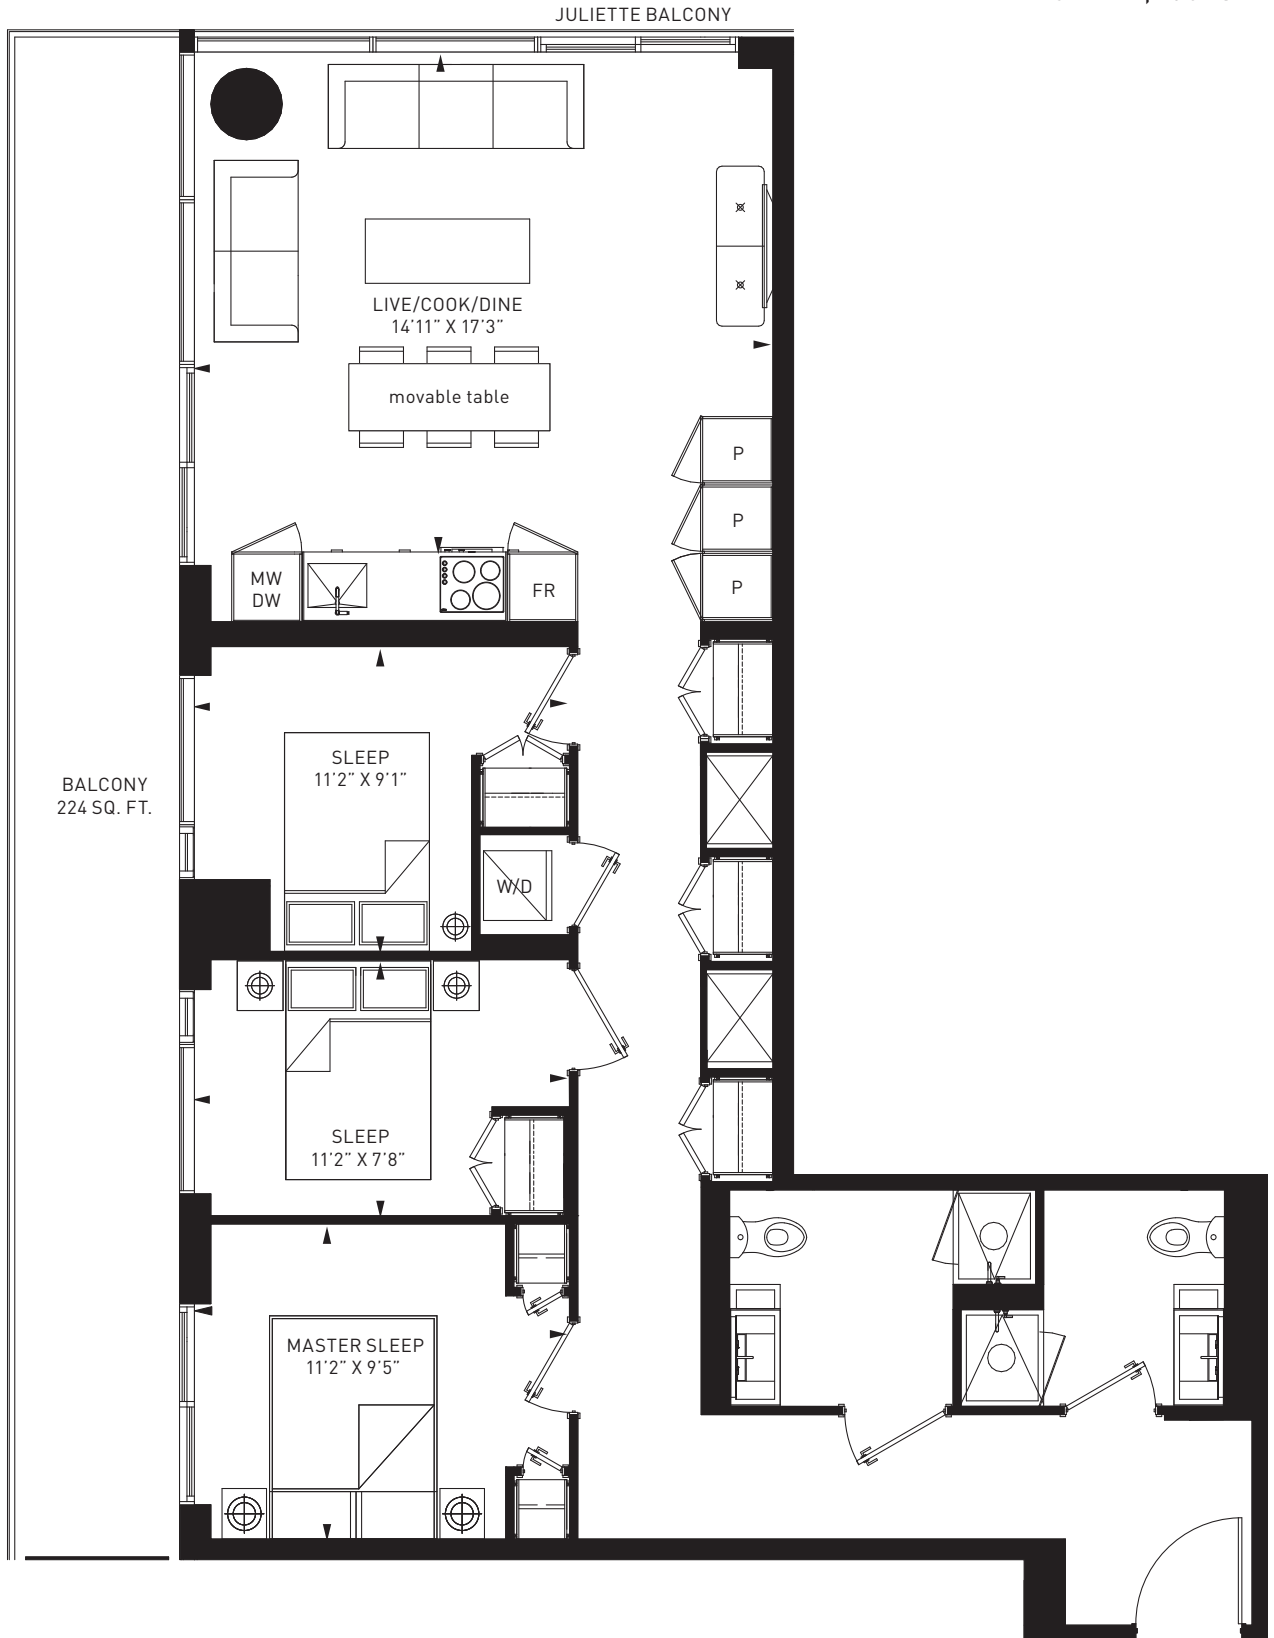 JULIETTE BALCONY
LIVE/COOK/DINE
14'11" X 17'3"
movable table
P
P
P
MW
DW
FR
SLEEP
11'2" X 9'1"
BALCONY
224 SQ. FT.
W/D
SLEEP
11'2" X 7'8"
MASTER SLEEP
11'2" X 9'5"